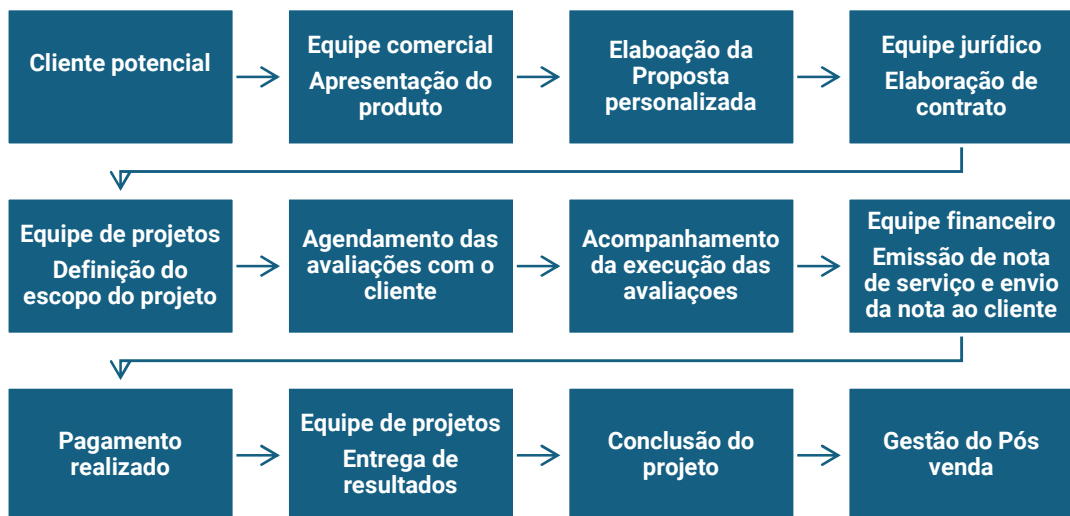 Cliente potencial
Equipe comercial
Apresentação do
produto
Elaboação da
Proposta
personalizada
Equipe jurídico
Elaboração de
contrato
Equipe de projetos
Definição do
escopo do projeto
Agendamento das
avaliações com o
cliente
Acompanhamento
da execução das
avaliaçoes
Equipe financeiro
Emissão de nota
de serviço e envio
da nota ao cliente
Pagamento
realizado
Equipe de projetos
Entrega de
resultados
Conclusão do
projeto
Gestão do Pós
venda